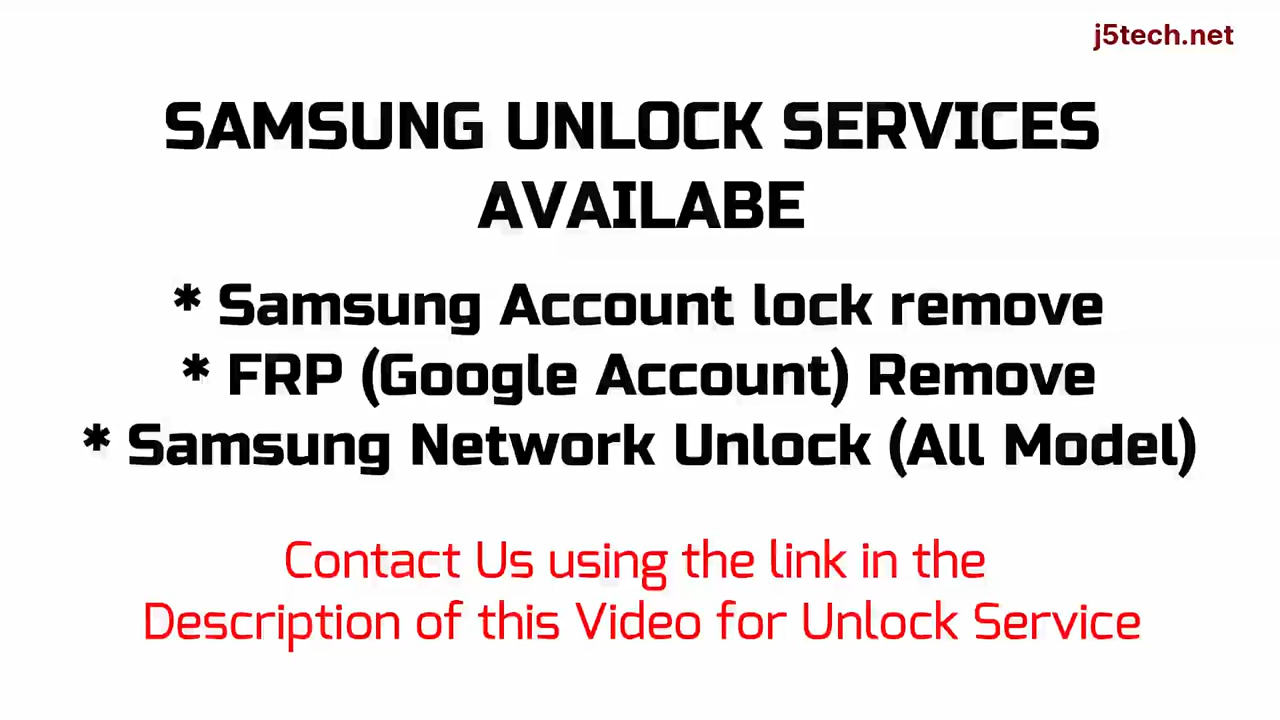 j5tech.net
SAMSUNG UNLOCK SERVICES
AVAILABE
* Samsung Account lock remove
* FRP (Google Account) Remove
* Samsung Network Unlock (All Model)
Contact Us using the link in the
Description of this Video for Unlock Service